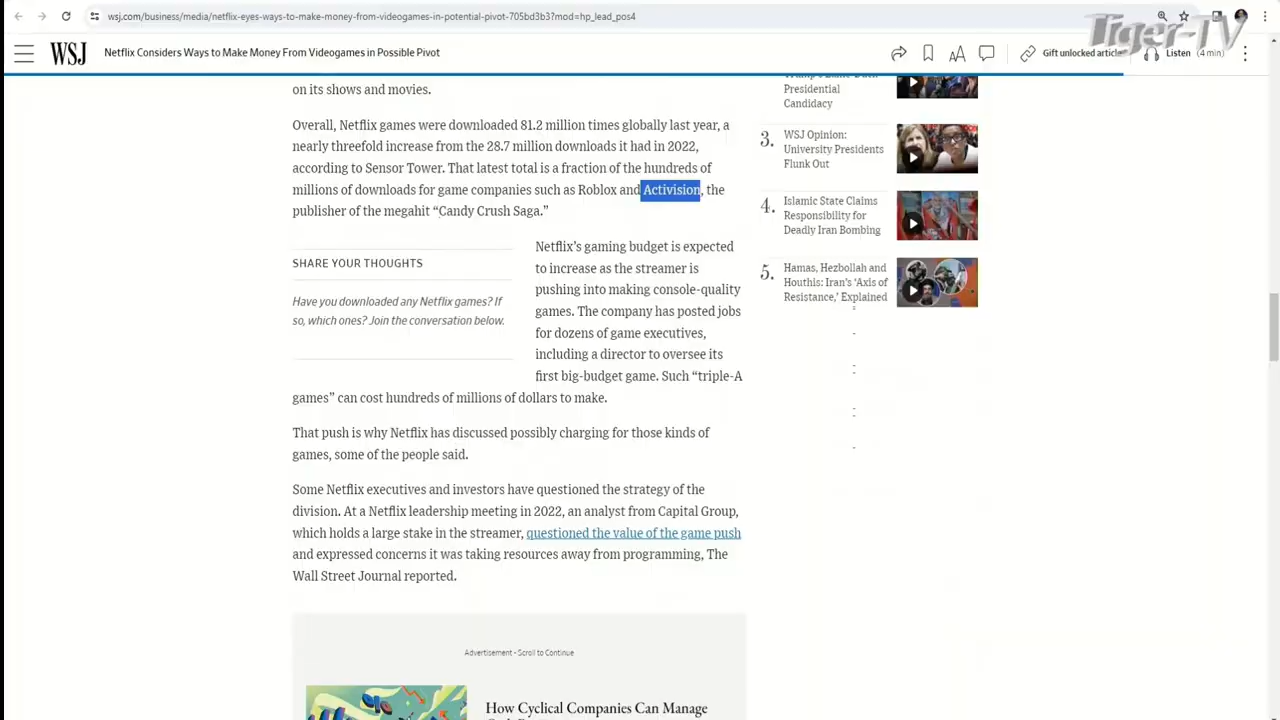 wsj.com/business/media/netflix-eyes-ways-to-make-money-from-videogames-in-potential-pivot-705bd3b3?mod=hp_lead_pos4
Tiger-TV
WSJ
Netflix Considers Ways to Make Money From Videogames in Possible Pivot
Gift unlocked article
Listen (4 min)
on its shows and movies.
Overall, Netflix games were downloaded 81.2 million times globally last year, a
nearly threefold increase from the 28.7 million downloads it had in 2022,
according to Sensor Tower. That latest total is a fraction of the hundreds of
millions of downloads for game companies such as Roblox and Activision, the
publisher of the megahit “Candy Crush Saga.”
SHARE YOUR THOUGHTS
Have you downloaded any Netflix games? If
so, which ones? Join the conversation below.
Netflix’s gaming budget is expected
to increase as the streamer is
pushing into making console-quality
games. The company has posted jobs
for dozens of game executives,
including a director to oversee its
first big-budget game. Such “triple-A
games” can cost hundreds of millions of dollars to make.
That push is why Netflix has discussed possibly charging for those kinds of
games, some of the people said.
Some Netflix executives and investors have questioned the strategy of the
division. At a Netflix leadership meeting in 2022, an analyst from Capital Group,
which holds a large stake in the streamer, questioned the value of the game push
and expressed concerns it was taking resources away from programming, The
Wall Street Journal reported.
Advertisement - Scroll to Continue
How Cyclical Companies Can Manage
Presidential
Candidacy
3.
WSJ Opinion:
University Presidents
Flunk Out
4.
Islamic State Claims
Responsibility for
Deadly Iran Bombing
5.
Hamas, Hezbollah and
Houthis: Iran’s ‘Axis of
Resistance,’ Explained